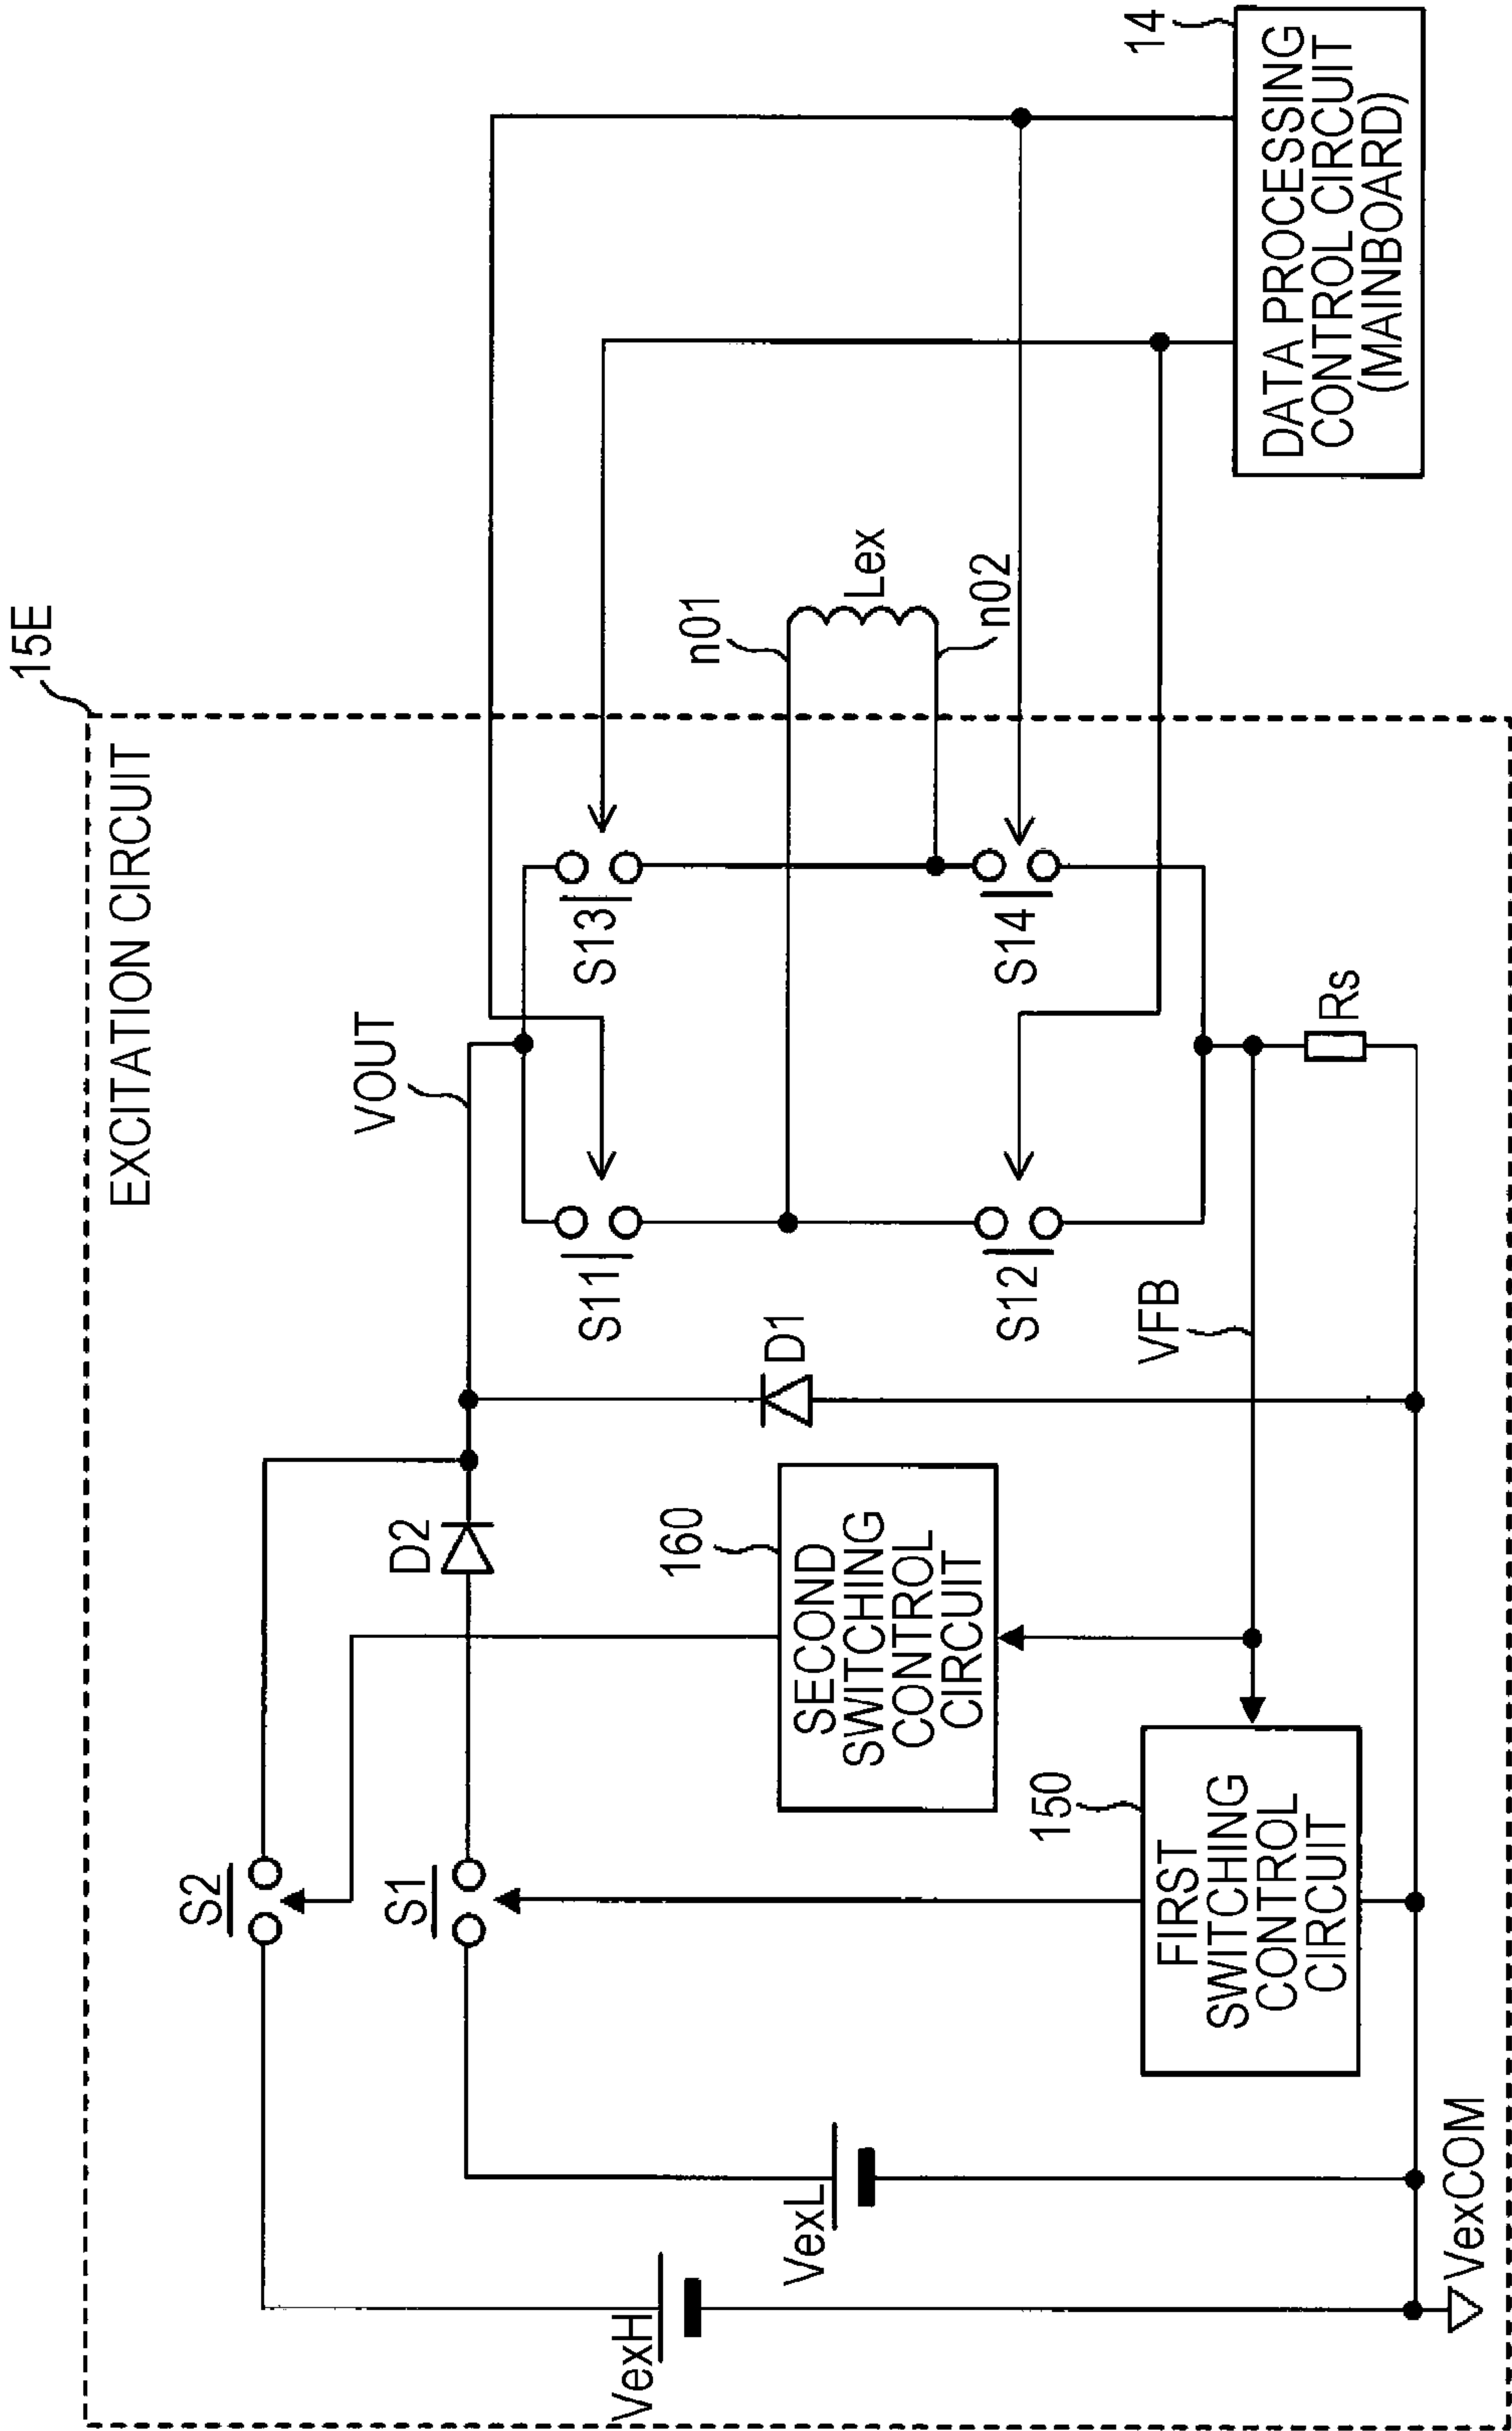 15E
EXCITATION CIRCUIT
S2
S1
D2
VOUT
VexH
VexL
160
SECOND
SWITCHING
CONTROL
CIRCUIT
150
FIRST
SWITCHING
CONTROL
CIRCUIT
D1
S11
S13
S12
S14
VFB
Rs
VexCOM
n01
Lex
n02
14
DATA PROCESSING
CONTROL CIRCUIT
(MAINBOARD)